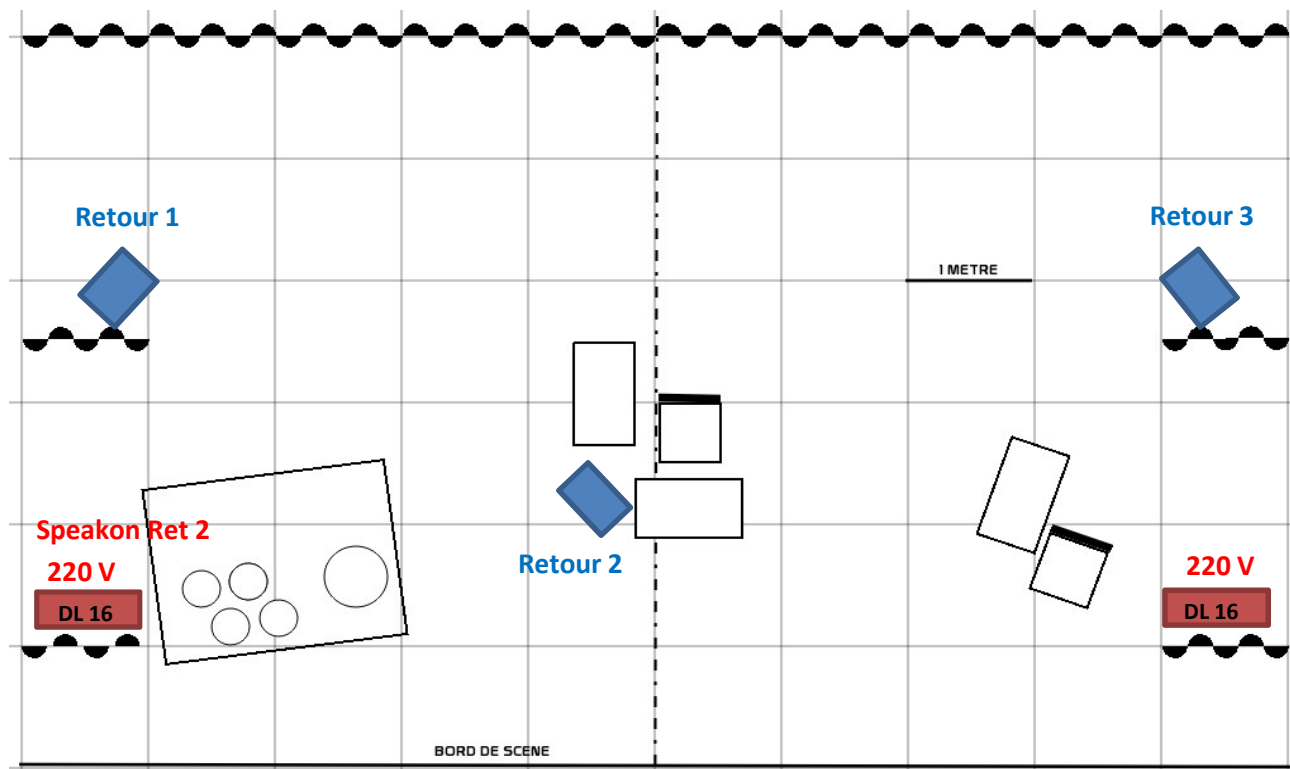 Retour 1
Retour 3
1 METRE
Speakon Ret 2
220 V
DL 16
Retour 2
220 V
DL 16
BORD DE SCENE